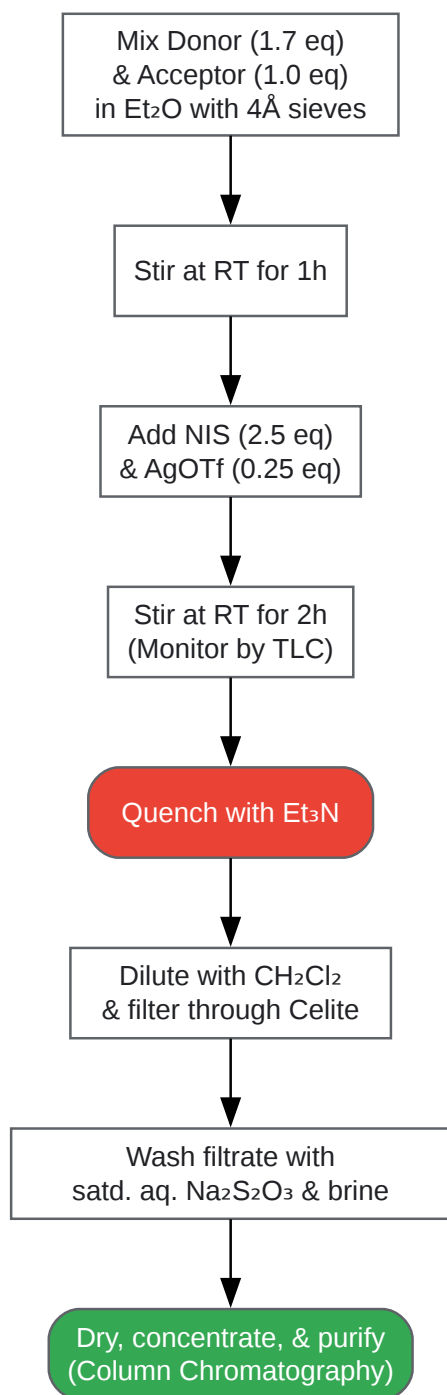 Mix Donor (1.7 eq)
& Acceptor (1.0 eq)
in Et₂O with 4Å sieves
Stir at RT for 1h
Add NIS (2.5 eq)
& AgOTf (0.25 eq)
Stir at RT for 2h
(Monitor by TLC)
Quench with Et₃N
Dilute with CH₂Cl₂
& filter through Celite
Wash filtrate with
satd. aq. Na₂S₂O₃ & brine
Dry, concentrate, & purify
(Column Chromatography)